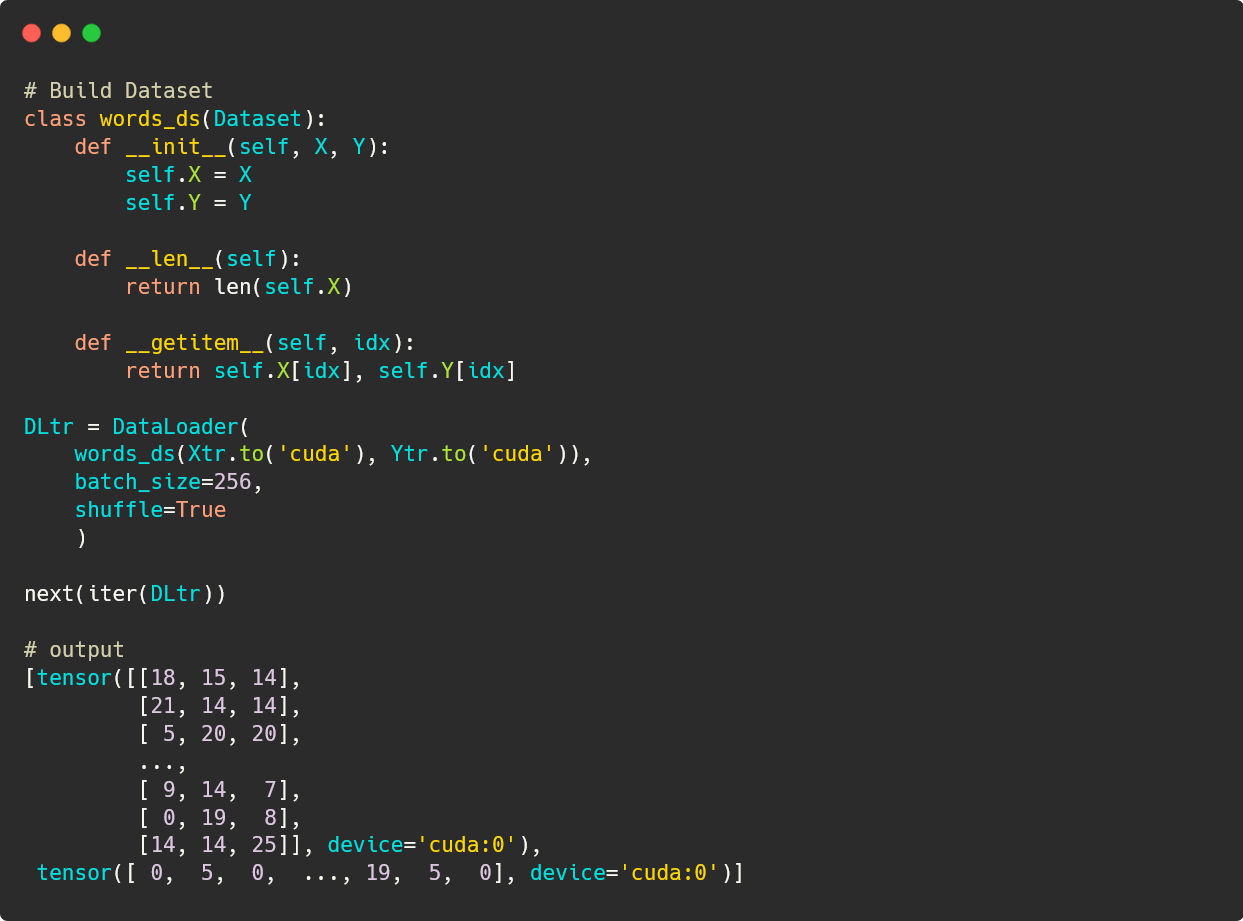 # Build Dataset
class words_ds(Dataset):
    def __init__(self, X, Y):
        self.X = X
        self.Y = Y

    def __len__(self):
        return len(self.X)

    def __getitem__(self, idx):
        return self.X[idx], self.Y[idx]

DLtr = DataLoader(
    words_ds(Xtr.to('cuda'), Ytr.to('cuda')),
    batch_size=256,
    shuffle=True
    )

next(iter(DLtr))

# output
[tensor([[18, 15, 14],
         [21, 14, 14],
         [ 5, 20, 20],
         ...,
         [ 9, 14,  7],
         [ 0, 19,  8],
         [14, 14, 25]], device='cuda:0'),
 tensor([ 0,  5,  0,  ..., 19,  5,  0], device='cuda:0')]